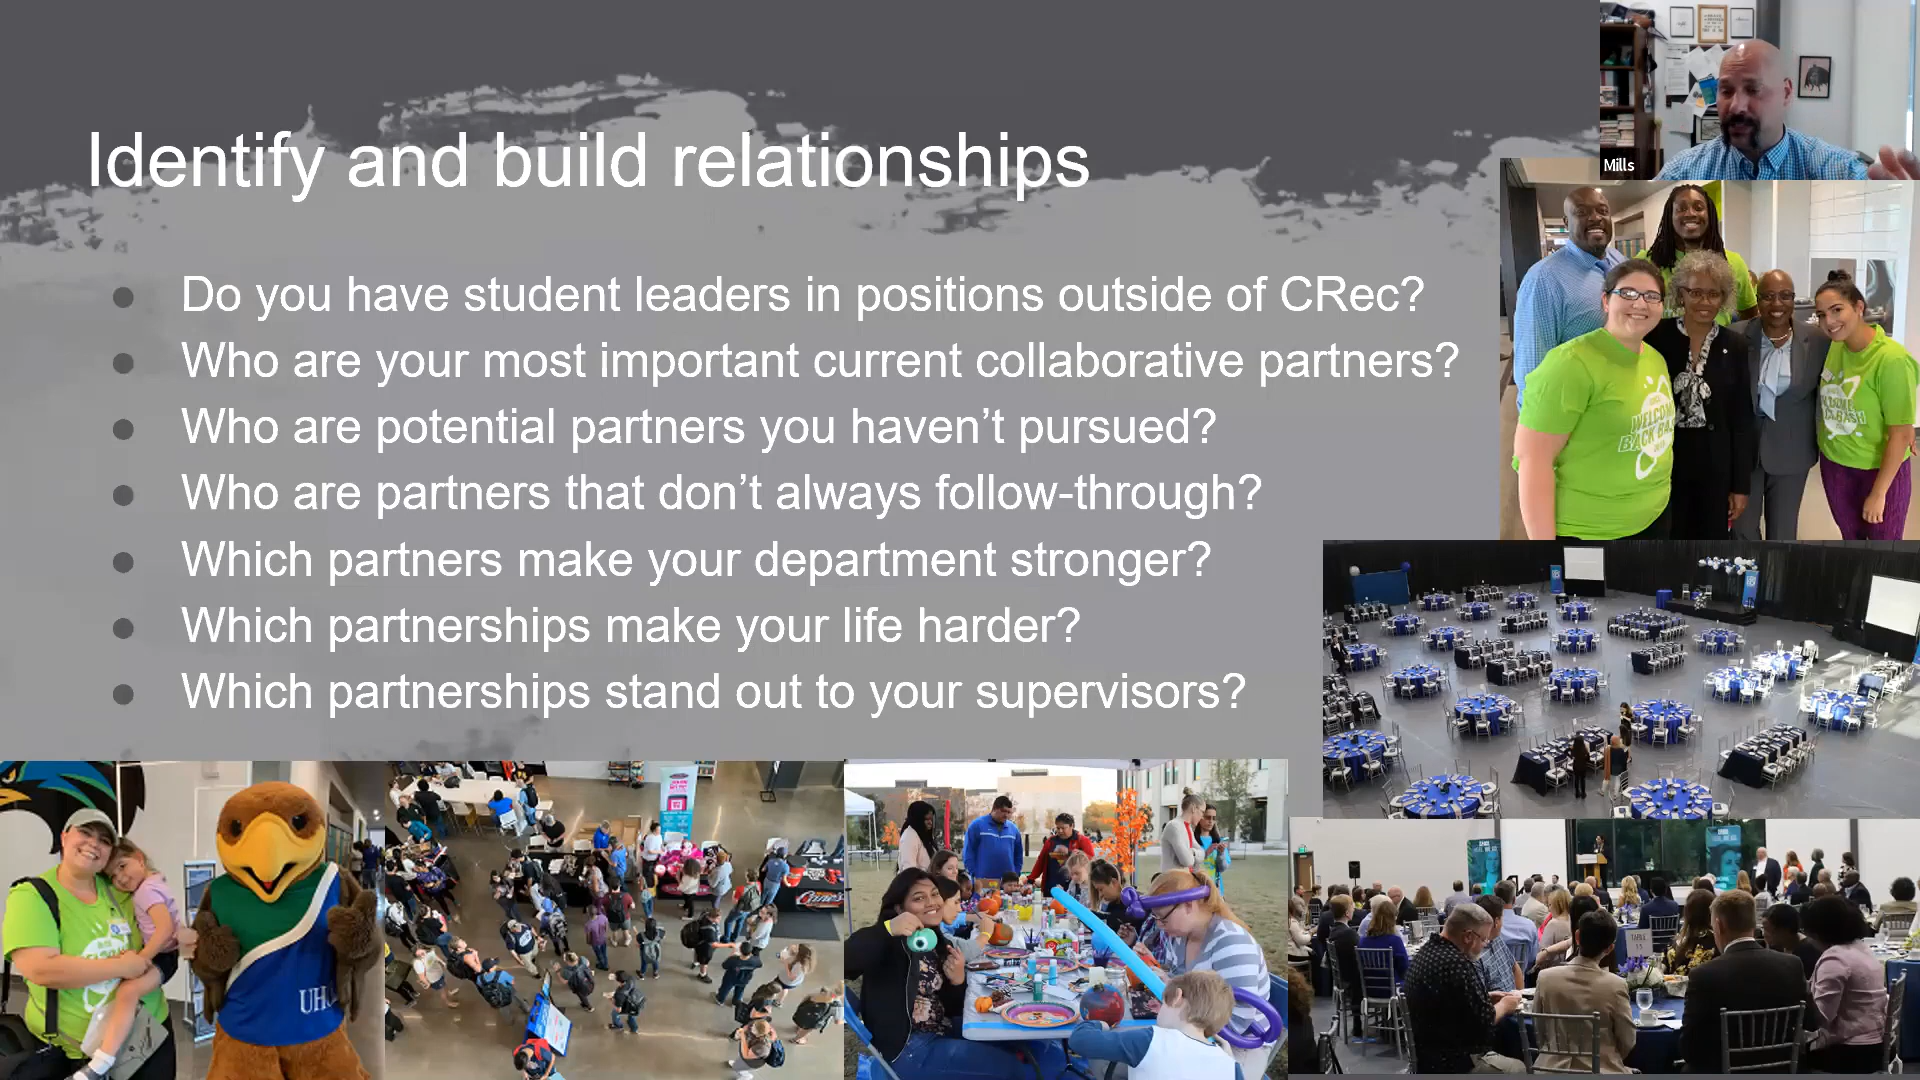 Identify and build relationships
Do you have student leaders in positions outside of CRec?
Who are your most important current collaborative partners?
Who are potential partners you haven’t pursued?
Who are partners that don’t always follow-through?
Which partners make your department stronger?
Which partnerships make your life harder?
Which partnerships stand out to your supervisors?
Mills
WELCOME
BACK BASH